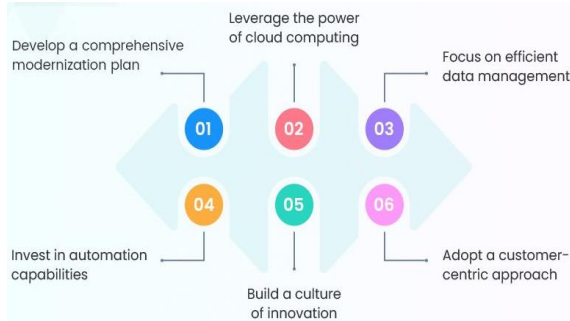 Develop a comprehensive
modernization plan
Leverage the power
of cloud computing
Focus on efficient
data management
01
02
03
04
05
06
Invest in automation
capabilities
Build a culture
of innovation
Adopt a customer-
centric approach